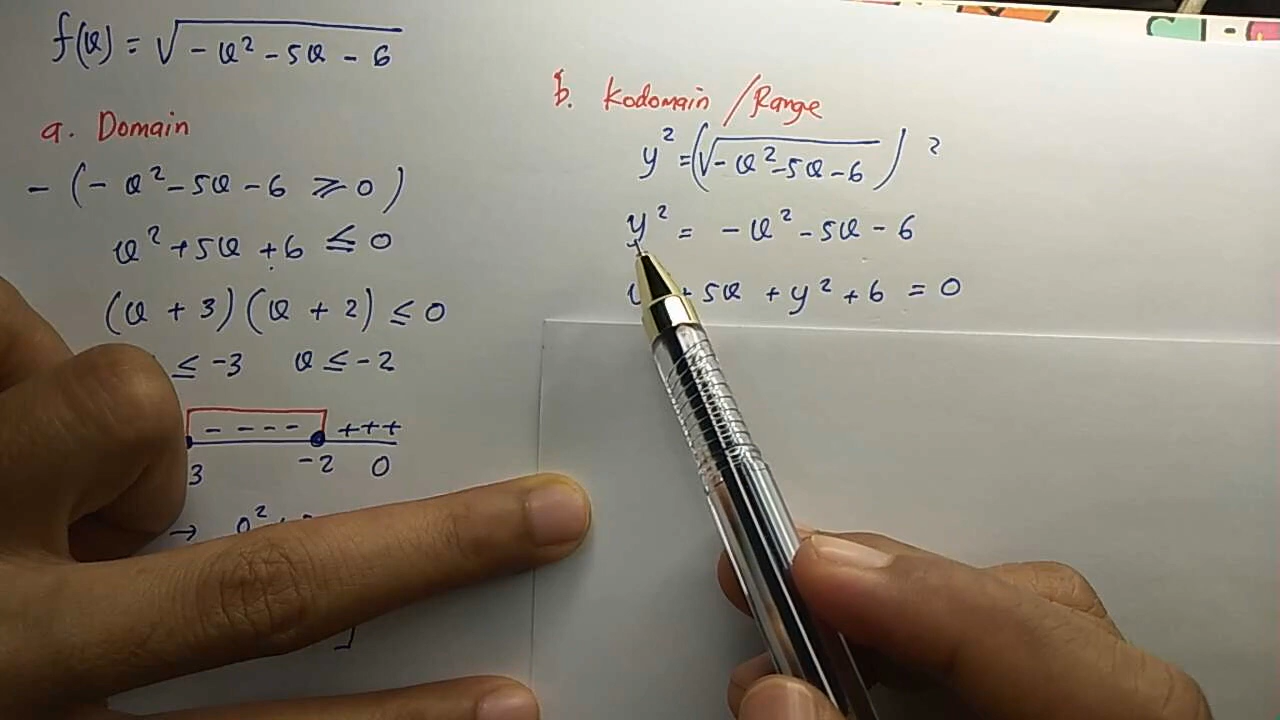 f(x) = √-x² - 5x - 6
a. Domain
- (-x² - 5x - 6 ≥ 0)
x² + 5x + 6 ≤ 0
(x + 3)(x + 2) ≤ 0
≤ -3 x ≤ -2
- - - - +++
3 -2 0
→ 0²
b. Kodomain / Range
y² = (√-x² - 5x - 6)²
y² = -x² - 5x - 6
+ 5x + y² + 6 = 0